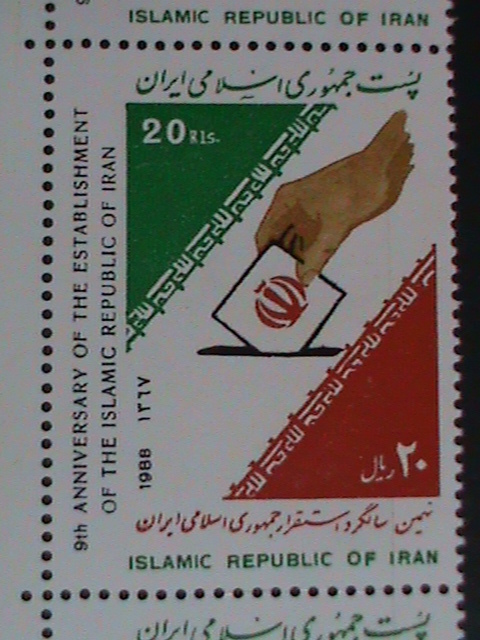 ISLAMIC REPUBLIC OF IRAN
پست جمهوری اسلامی ایران
20 Rls.
9th ANNIVERSARY OF THE ESTABLISHMENT
OF THE ISLAMIC REPUBLIC OF IRAN
1988 ۱۳٦٧
۲۰ ریال
نهمین سالگرد استقرار جمهوری اسلامی ایران
ISLAMIC REPUBLIC OF IRAN
پست جمهوری اسلامی ایران